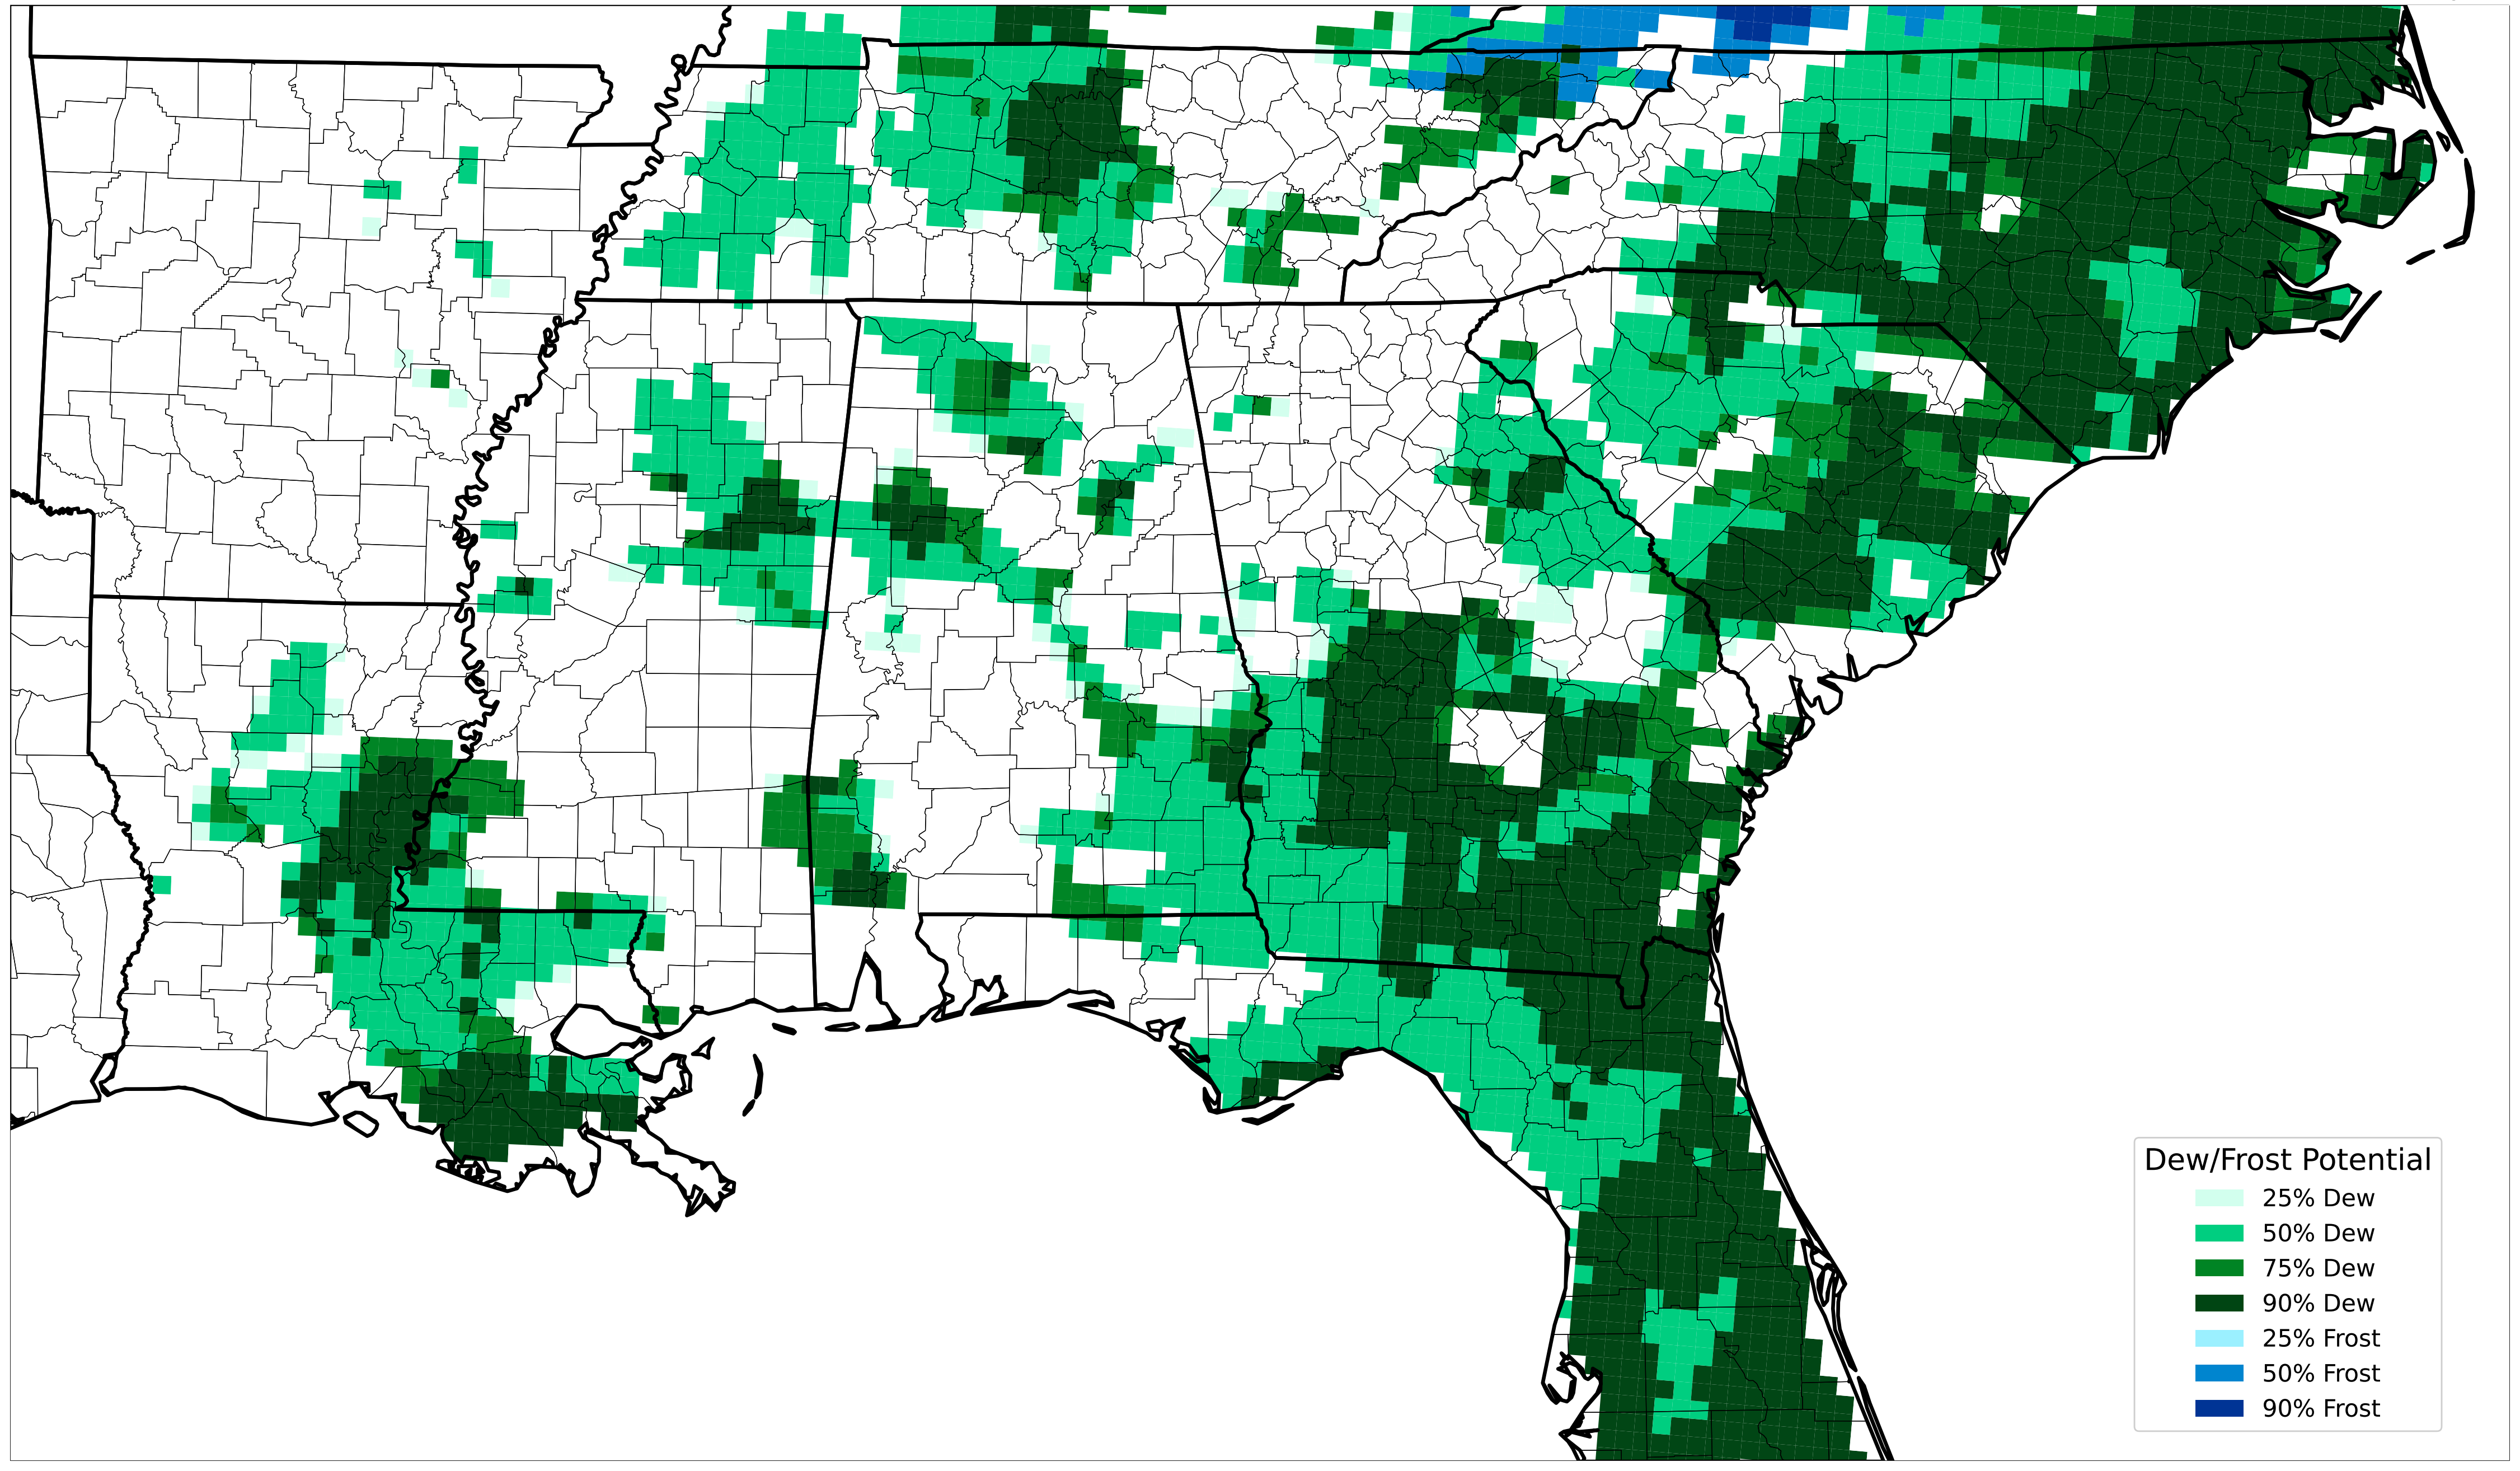 Dew/Frost Potential
25% Dew
50% Dew
75% Dew
90% Dew
25% Frost
50% Frost
90% Frost